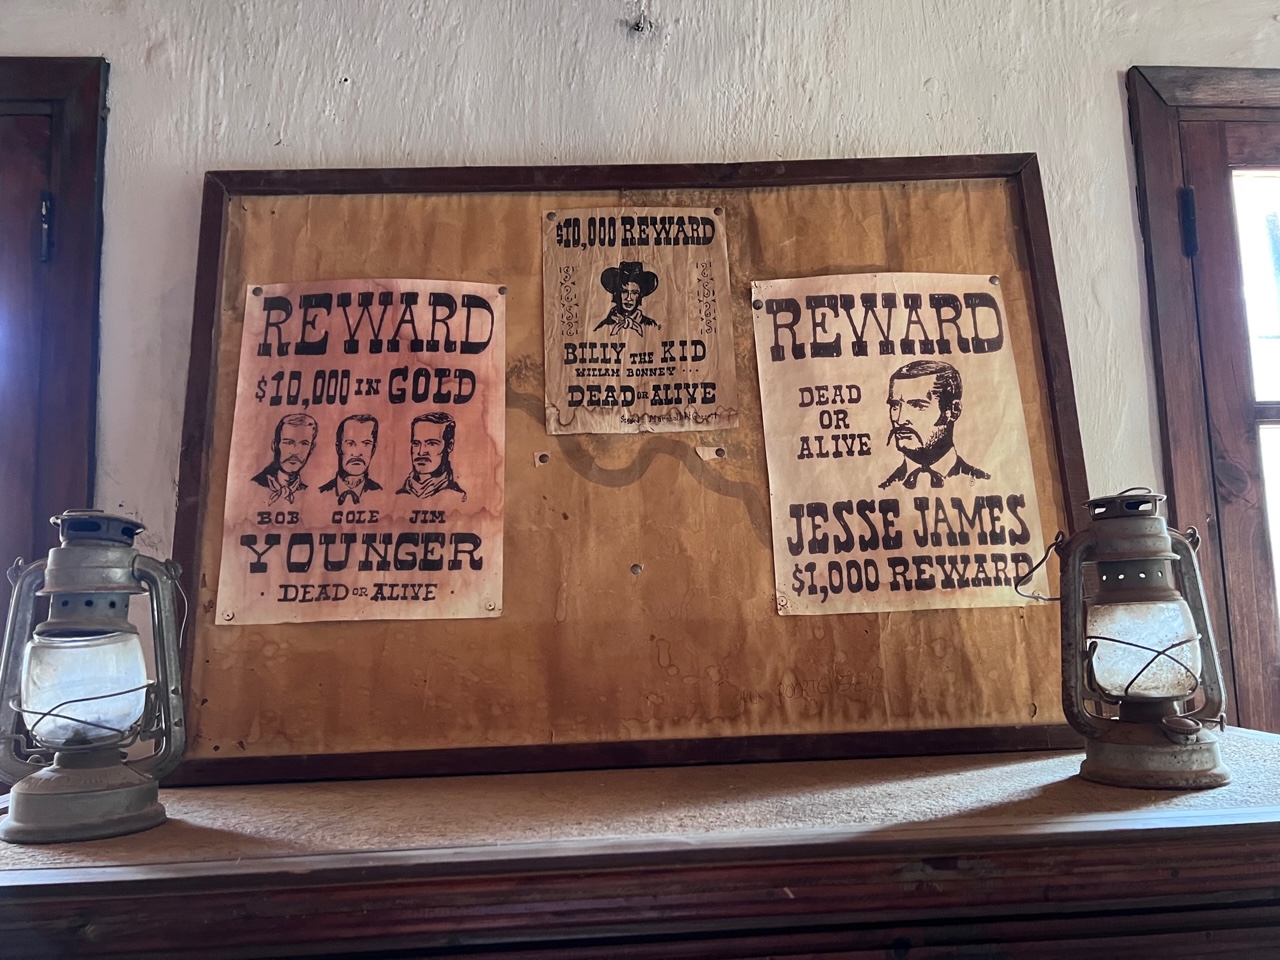 REWARD
$10,000 IN GOLD
BOB COLE JIM
YOUNGER
· DEAD OR ALIVE ·
$10,000 REWARD
BILLY THE KID
WILLAM BONNEY ...
DEAD OR ALIVE
REWARD
DEAD
OR
ALIVE
JESSE JAMES
$1,000 REWARD